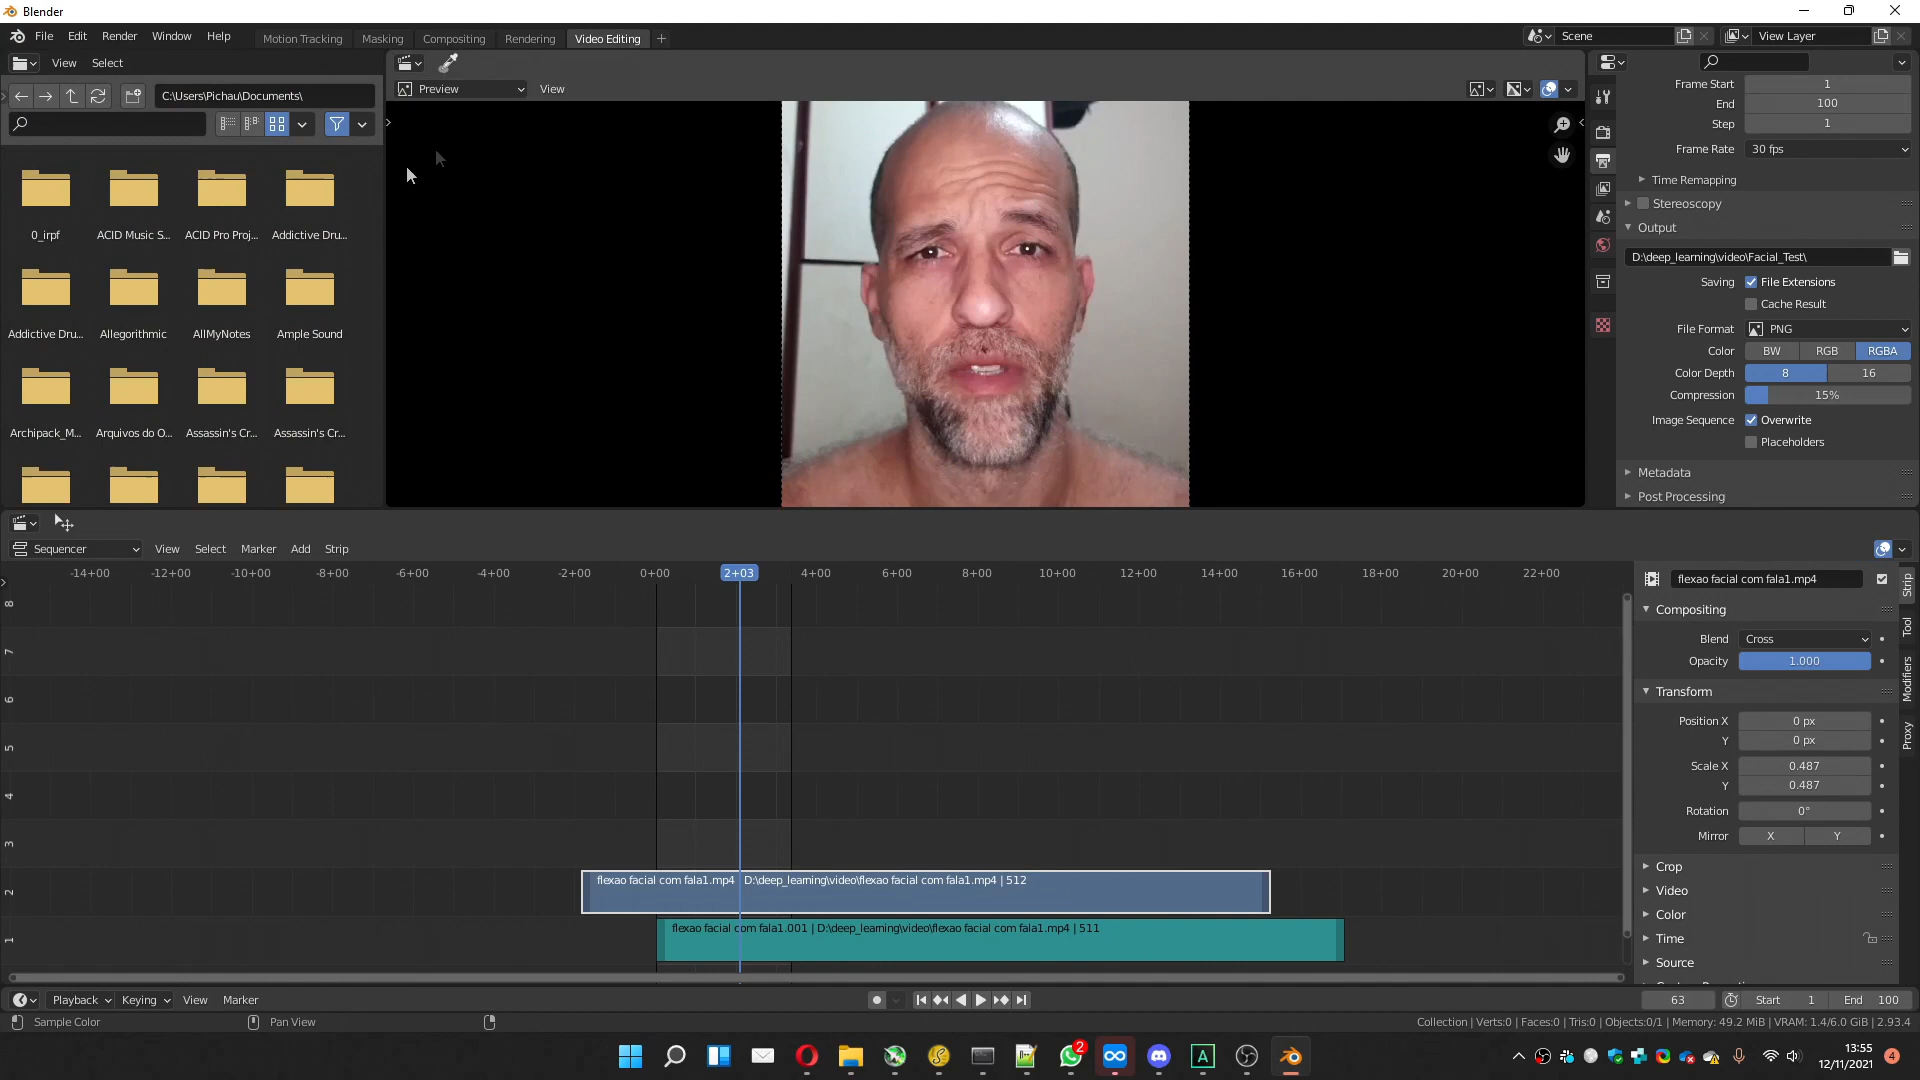 Blender
File Edit Render Window Help
Motion Tracking Masking Compositing Rendering Video Editing +
Scene
View Layer
View Select
C:\Users\Pichau\Documents\
Preview View
0_irpf ACID Music S... ACID Pro Proj... Addictive Dru...
Addictive Dru... Allegorithmic AllMyNotes Ample Sound
Archipack_M... Arquivos do O... Assassin's Cr... Assassin's Cr...
Frame Start 1
End 100
Step 1
Frame Rate 30 fps
Time Remapping
Stereoscopy
Output
D:\deep_learning\video\Facial_Test\
Saving File Extensions
Cache Result
File Format PNG
Color BW RGB RGBA
Color Depth 8 16
Compression 15%
Image Sequence Overwrite
Placeholders
Metadata
Post Processing
Sequencer View Select Marker Add Strip
-14+00 -12+00 -10+00 -8+00 -6+00 -4+00 -2+00 0+00 2+03 4+00 6+00 8+00 10+00 12+00 14+00 16+00 18+00 20+00 22+00
8
7
6
5
4
3
2
1
flexao facial com fala1.mp4 | D:\deep_learning\video\flexao facial com fala1.mp4 | 512
flexao facial com fala1.001 | D:\deep_learning\video\flexao facial com fala1.mp4 | 511
flexao facial com fala1.mp4
Compositing
Blend Cross
Opacity 1.000
Transform
Position X 0 px
Y 0 px
Scale X 0.487
Y 0.487
Rotation 0°
Mirror X Y
Crop
Video
Color
Time
Source
Strip
Tool
Modifiers
Proxy
Playback Keying View Marker
63 Start 1 End 100
Sample Color Pan View
Collection | Verts:0 | Faces:0 | Tris:0 | Objects:0/1 | Memory: 49.2 MiB | VRAM: 1.4/6.0 GiB | 2.93.4
2
A
13:55
12/11/2021
4